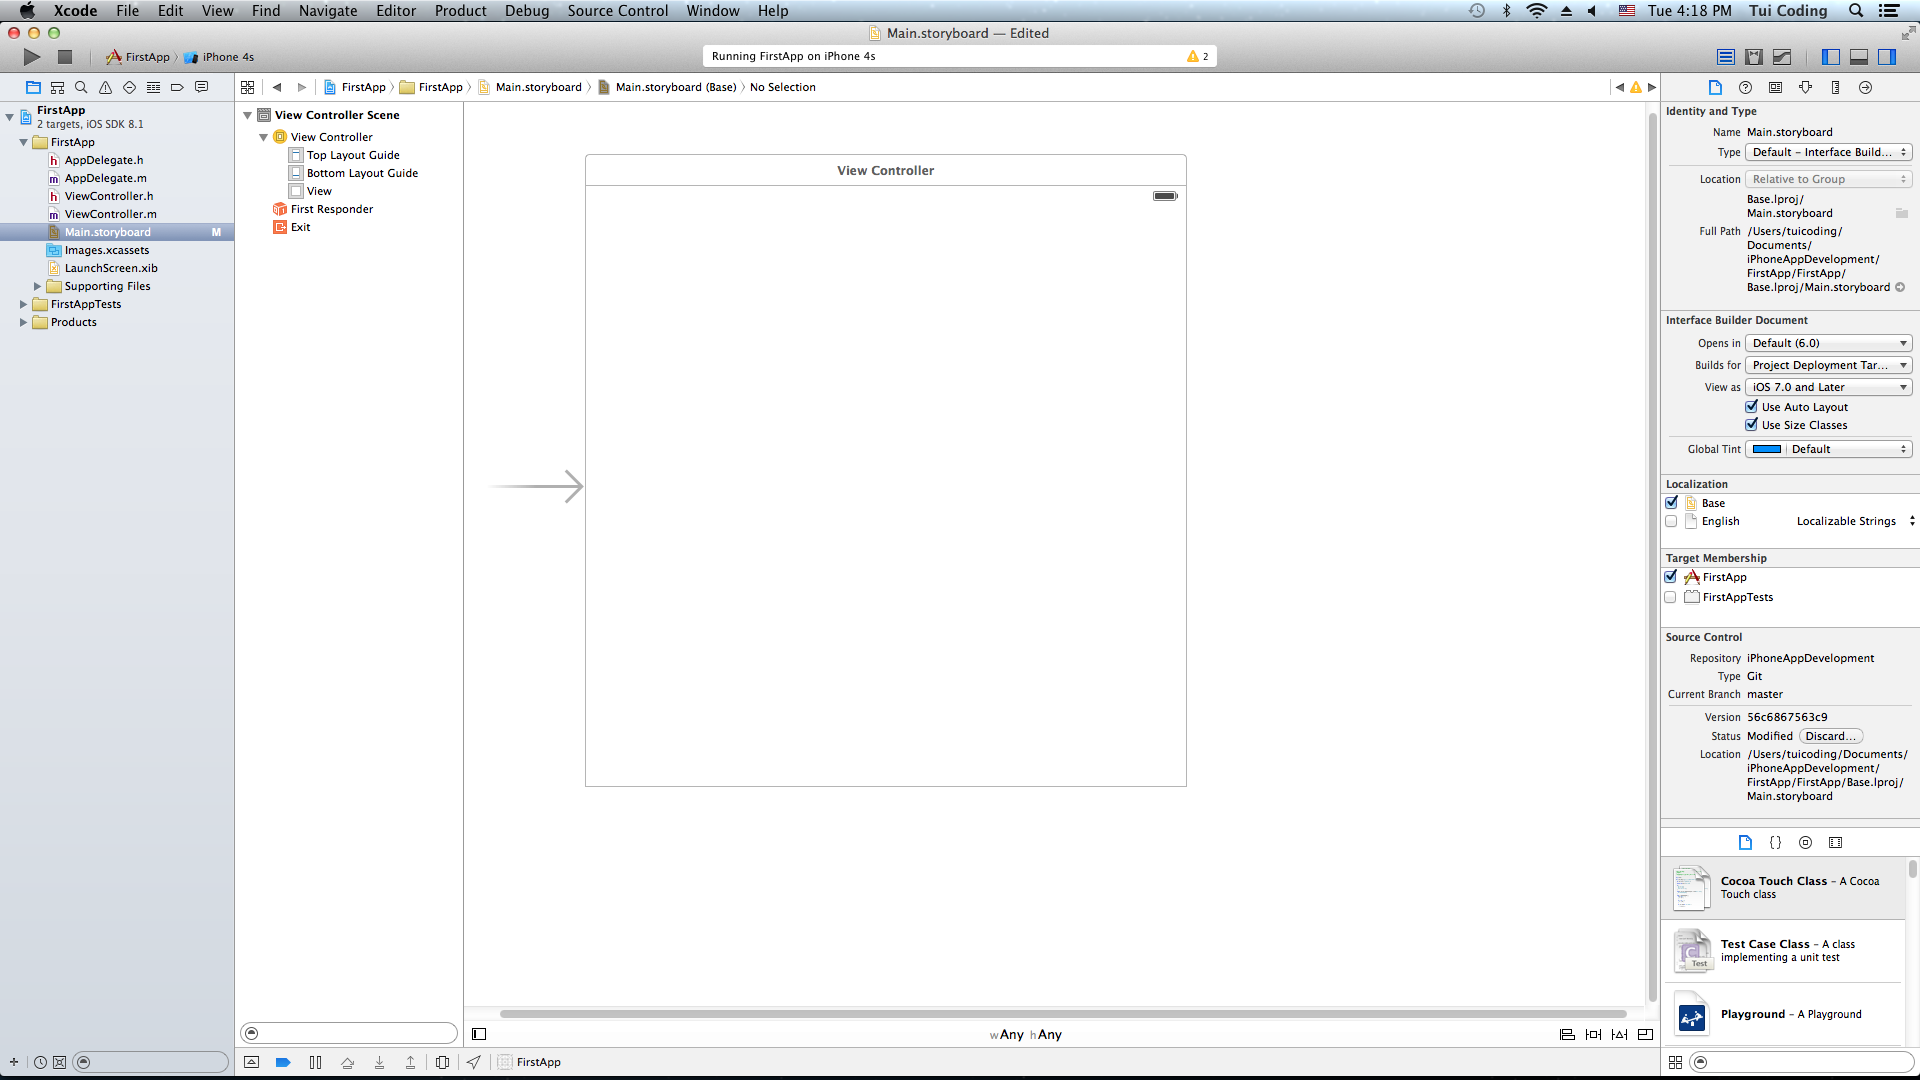 Xcode File Edit View Find Navigate Editor Product Debug Source Control Window Help Tue 4:18 PM Tui Coding
Main.storyboard — Edited
FirstApp iPhone 4s
Running FirstApp on iPhone 4s 2
FirstApp
2 targets, iOS SDK 8.1
FirstApp
AppDelegate.h
AppDelegate.m
ViewController.h
ViewController.m
Main.storyboard M
Images.xcassets
LaunchScreen.xib
Supporting Files
FirstAppTests
Products
FirstApp FirstApp Main.storyboard Main.storyboard (Base) No Selection
View Controller Scene
View Controller
Top Layout Guide
Bottom Layout Guide
View
First Responder
Exit
View Controller
wAny hAny
FirstApp
Identity and Type
Name Main.storyboard
Type Default - Interface Build...
Location Relative to Group
Base.lproj/
Main.storyboard
Full Path /Users/tuicoding/
Documents/
iPhoneAppDevelopment/
FirstApp/FirstApp/
Base.lproj/Main.storyboard
Interface Builder Document
Opens in Default (6.0)
Builds for Project Deployment Tar...
View as iOS 7.0 and Later
Use Auto Layout
Use Size Classes
Global Tint Default
Localization
Base
English Localizable Strings
Target Membership
FirstApp
FirstAppTests
Source Control
Repository iPhoneAppDevelopment
Type Git
Current Branch master
Version 56c6867563c9
Status Modified Discard...
Location /Users/tuicoding/Documents/
iPhoneAppDevelopment/
FirstApp/FirstApp/Base.lproj/
Main.storyboard
{}
Cocoa Touch Class - A Cocoa
Touch class
Test
Test Case Class - A class
implementing a unit test
Playground - A Playground